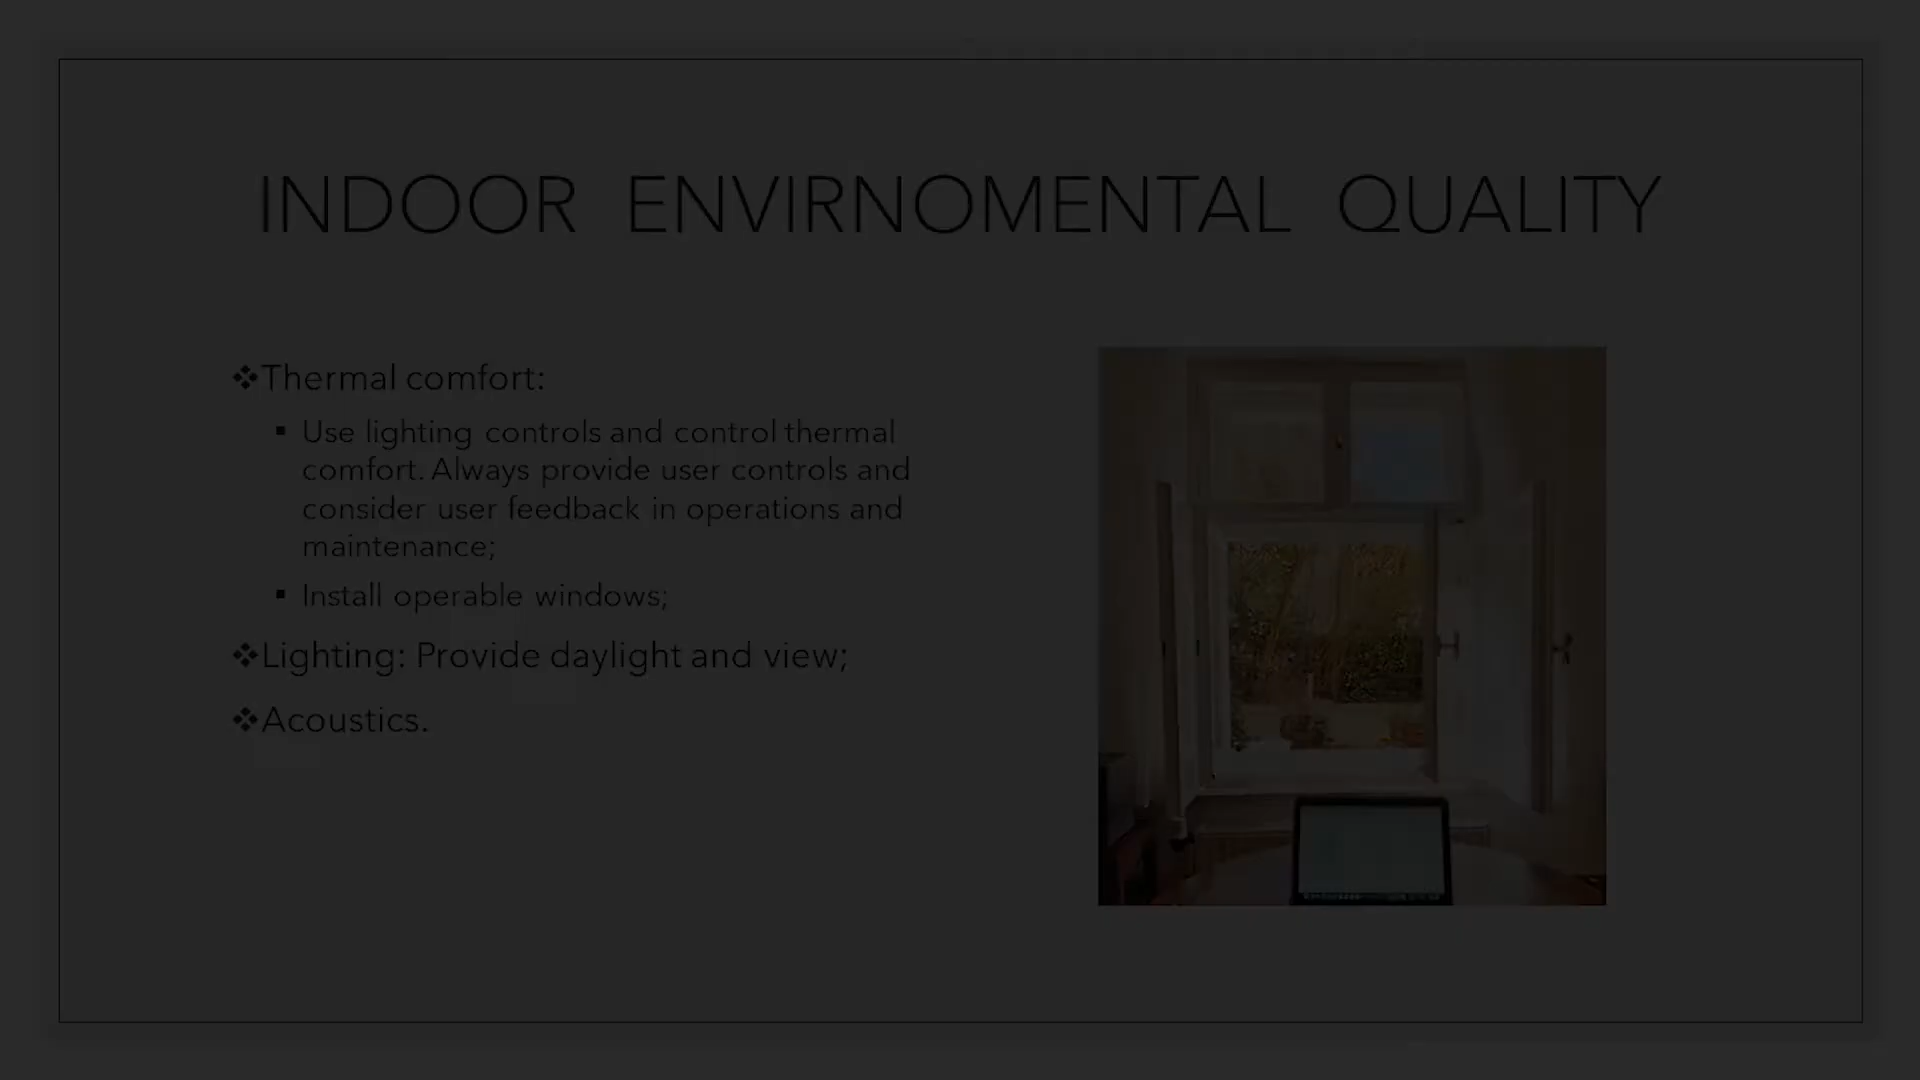 INDOOR ENVIRNOMENTAL QUALITY
❖Thermal comfort:
▪ Use lighting controls and control thermal
comfort. Always provide user controls and
consider user feedback in operations and
maintenance;
▪ Install operable windows;
❖Lighting: Provide daylight and view;
❖Acoustics.